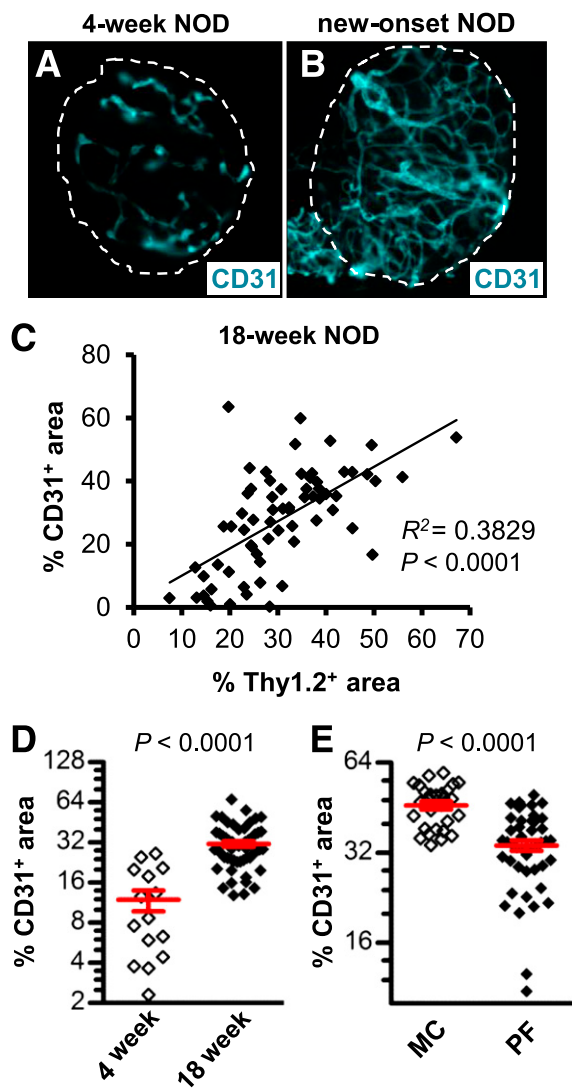 4-week NOD
new-onset NOD
A
B
CD31
CD31
C
18-week NOD
% CD31⁺ area
80
60
40
20
0
R² = 0.3829
P < 0.0001
0 10 20 30 40 50 60 70
% Thy1.2⁺ area
D
P < 0.0001
% CD31⁺ area
128
64
32
16
8
4
2
4 week
18 week
E
P < 0.0001
% CD31⁺ area
64
32
16
MC
PF